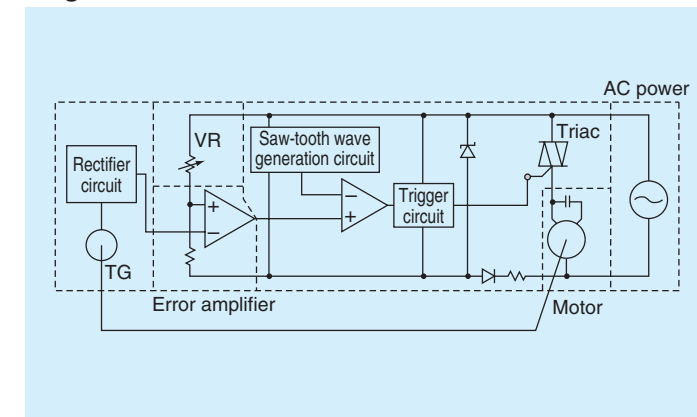 AC power
VR
Saw-tooth wave
generation circuit
Triac
Rectifier
circuit
+
−
−
+
Trigger
circuit
TG
Error amplifier
Motor